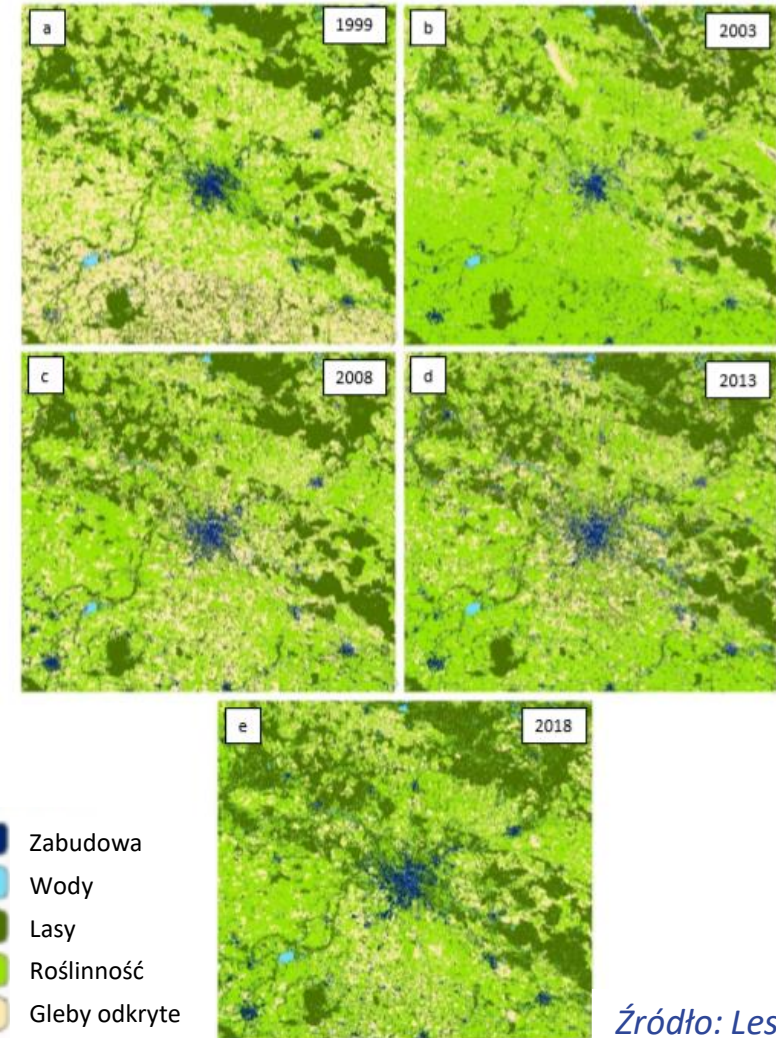 a
1999
b
2003
c
2008
d
2013
e
2018
Zabudowa
Wody
Lasy
Roślinność
Gleby odkryte
Źródło: Les